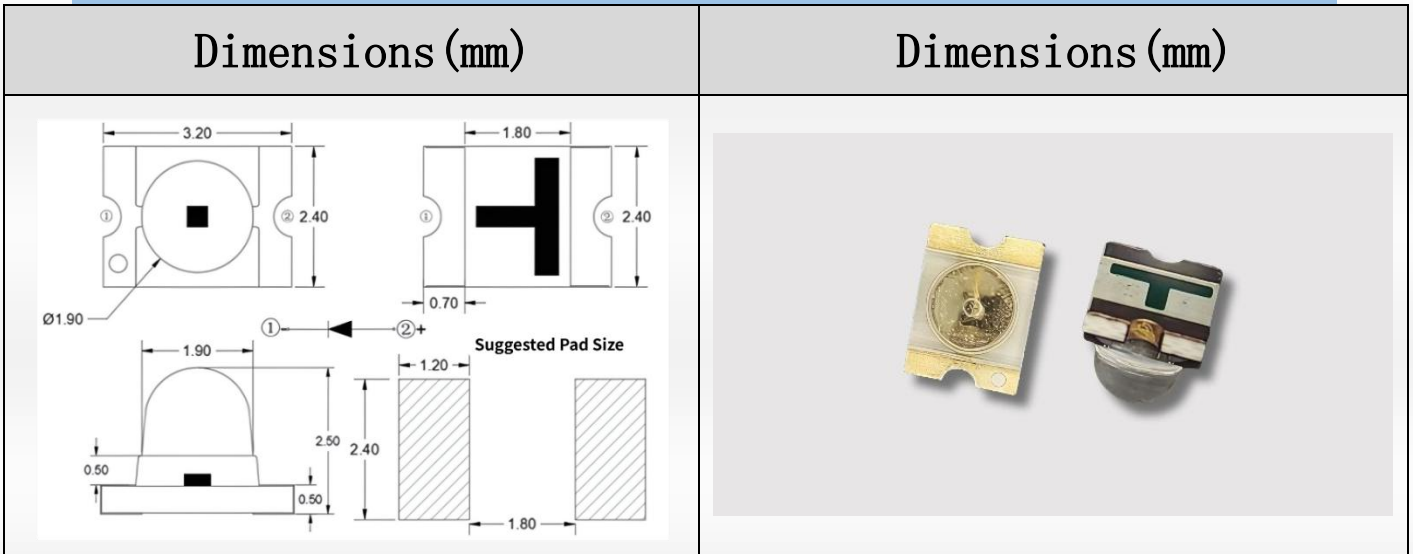 Dimensions(mm)
Dimensions(mm)
3.20
1.80
① ② 2.40
① ② 2.40
0.70
Ø1.90
①- ②+
Suggested Pad Size
1.90
1.20
2.50
2.40
0.50
0.50
1.80